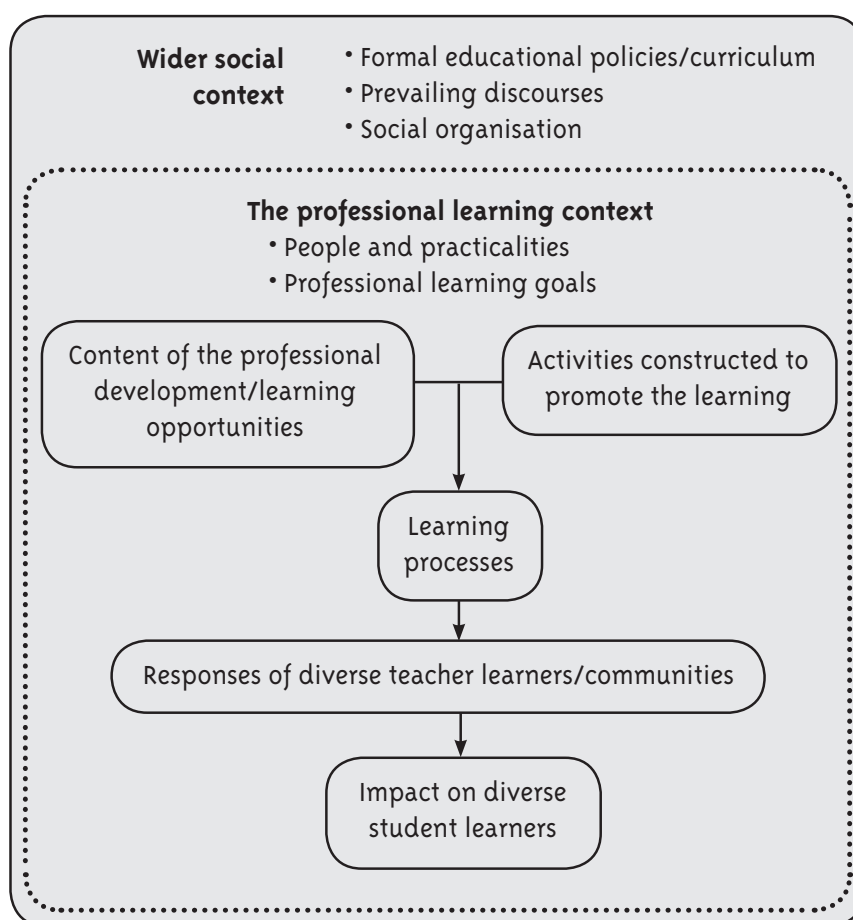 Wider social
context
• Formal educational policies/curriculum
• Prevailing discourses
• Social organisation
The professional learning context
• People and practicalities
• Professional learning goals
Content of the professional
development/learning
opportunities
Activities constructed to
promote the learning
Learning
processes
Responses of diverse teacher learners/communities
Impact on diverse
student learners